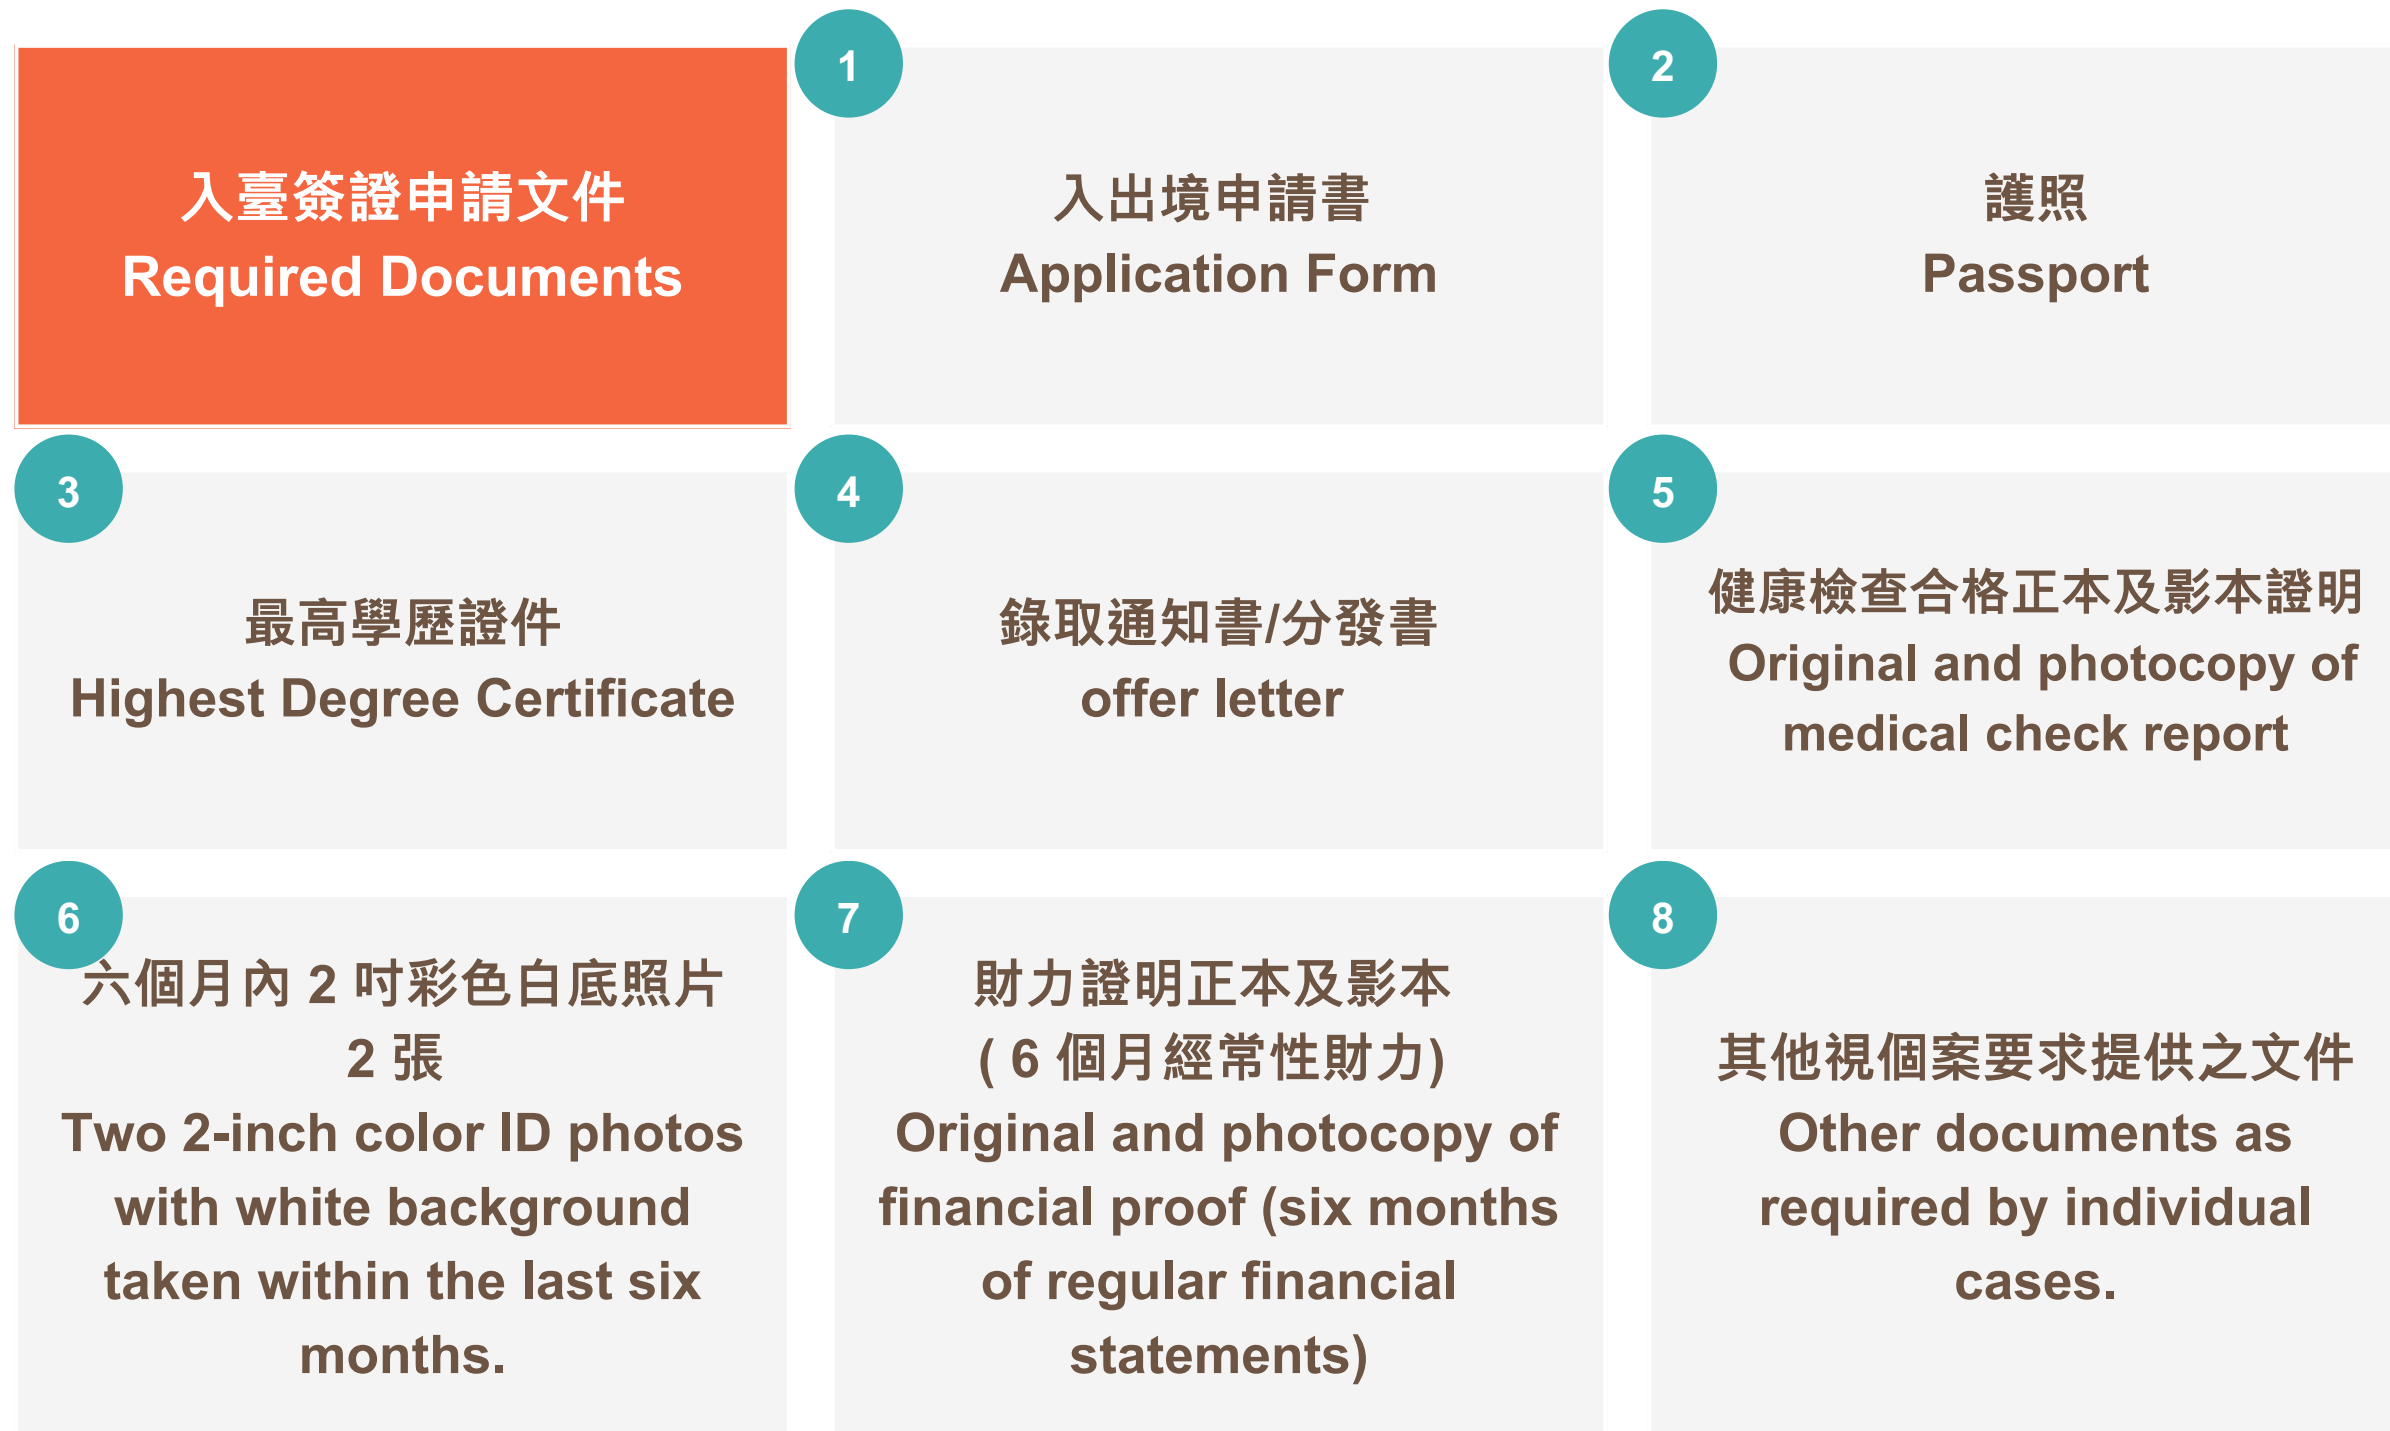 入臺簽證申請文件
Required Documents
1
入出境申請書
Application Form
2
護照
Passport
3
最高學歷證件
Highest Degree Certificate
4
錄取通知書/分發書
offer letter
5
健康檢查合格正本及影本證明
Original and photocopy of
medical check report
6
六個月內 2 吋彩色白底照片
2 張
Two 2-inch color ID photos
with white background
taken within the last six
months.
7
財力證明正本及影本
( 6 個月經常性財力)
Original and photocopy of
financial proof (six months
of regular financial
statements)
8
其他視個案要求提供之文件
Other documents as
required by individual
cases.